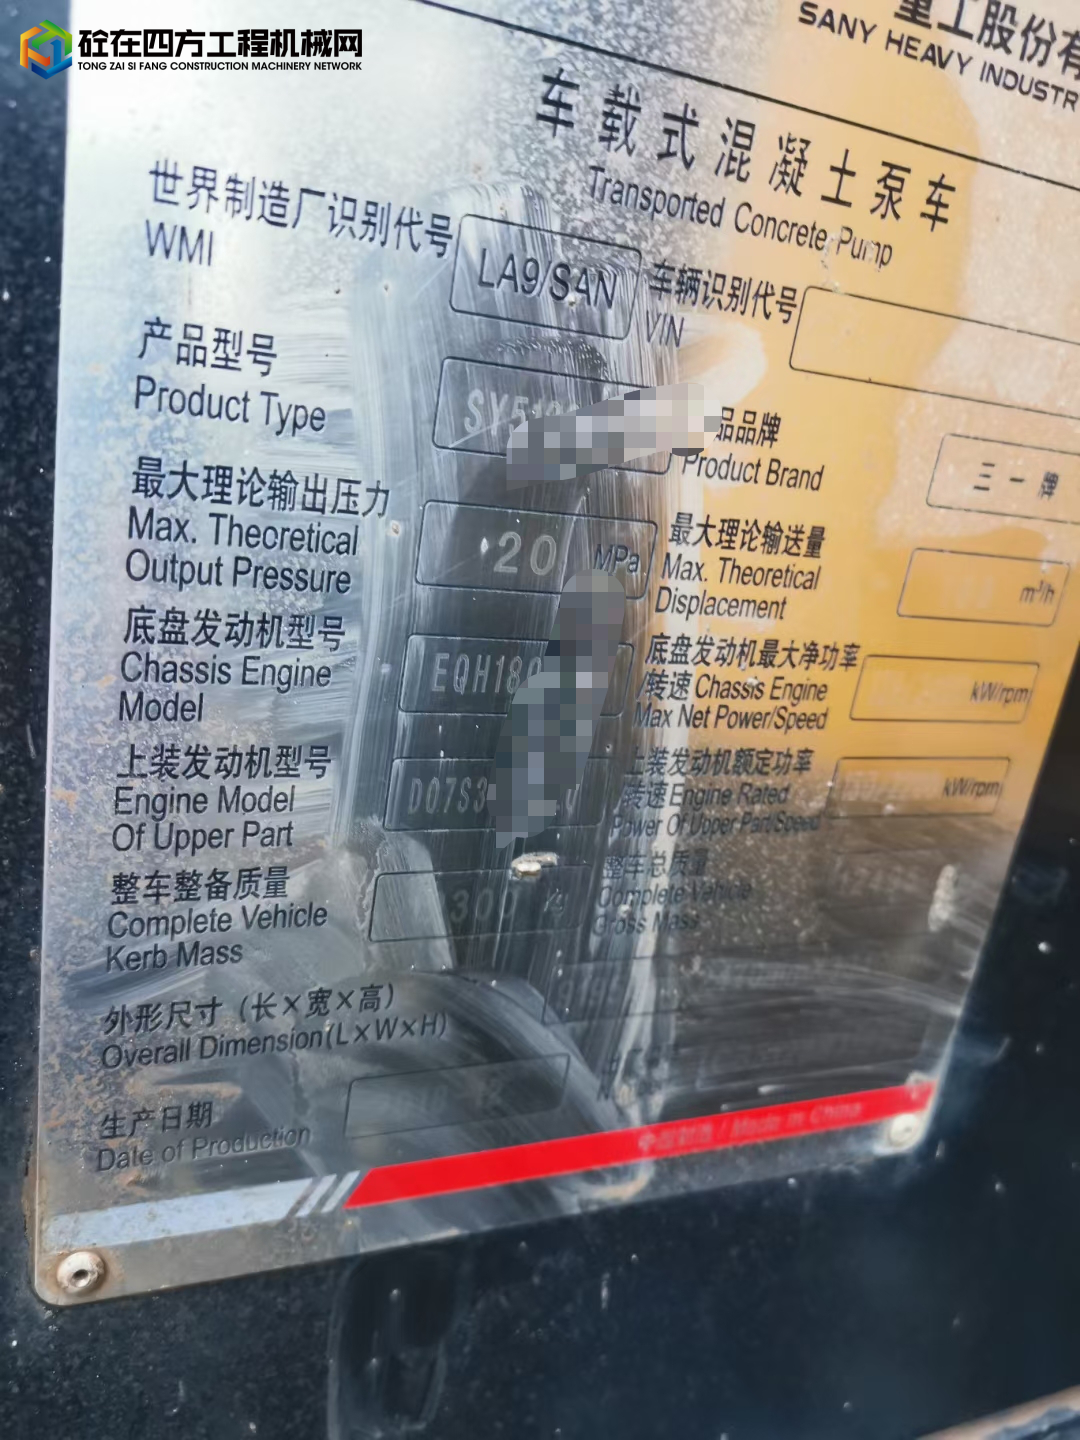 砼在四方工程机械网
TONG ZAI SI FANG CONSTRUCTION MACHINERY NETWORK
重工股份有
SANY HEAVY INDUSTR
车载式混凝土泵车
Transported Concrete Pump
世界制造厂识别代号
WMI
LA9/SAN
车辆识别代号
VIN
产品型号
Product Type
SY51
品品牌
Product Brand
三一牌
最大理论输出压力
Max. Theoretical
Output Pressure
20 MPa
最大理论输送量
Max. Theoretical
Displacement
m³/h
底盘发动机型号
Chassis Engine
Model
EQH18
底盘发动机最大净功率
/转速 Chassis Engine
Max Net Power/Speed
kW/rpm
上装发动机型号
Engine Model
Of Upper Part
D07S3
上装发动机额定功率
/转速 Engine Rated
Power Of Upper Part/Speed
kW/rpm
整车整备质量
Complete Vehicle
Kerb Mass
300
整车总质量
Complete Vehicle
Gross Mass
外形尺寸（长×宽×高）
Overall Dimension(L×W×H)
生产日期
Date of Production
中国制造 / Made in China